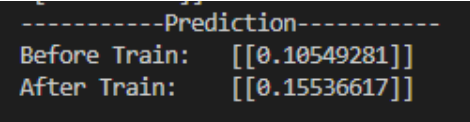 -----------Prediction-----------
Before Train:   [[0.10549281]]
After Train:    [[0.15536617]]